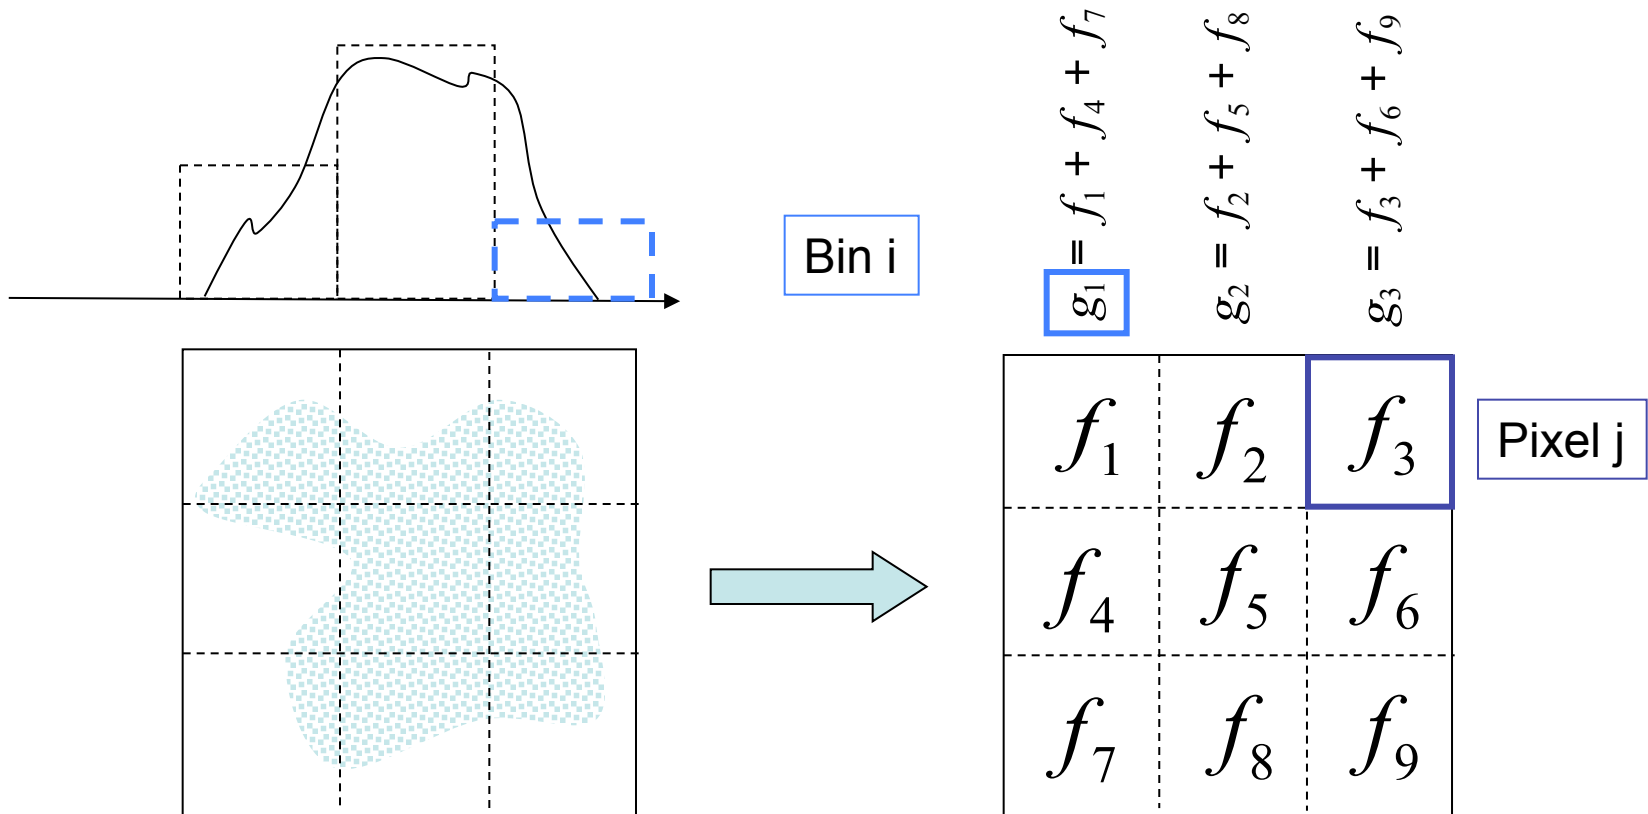 g₁ = f₁ + f₄ + f₇
g₂ = f₂ + f₅ + f₈
g₃ = f₃ + f₆ + f₉
Bin i
f₁ f₂ f₃
Pixel j
f₄ f₅ f₆
f₇ f₈ f₉